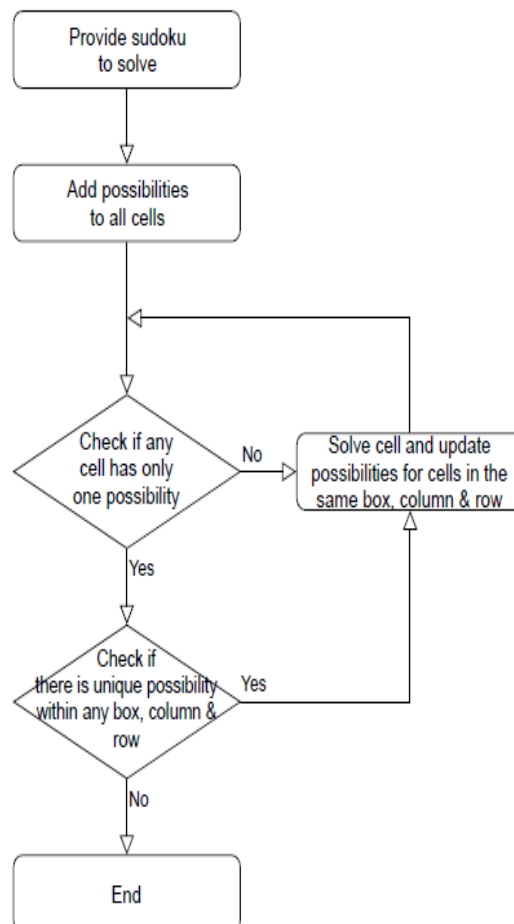 Provide sudoku
to solve
Add possibilities
to all cells
Check if any
cell has only
one possibility
No
Solve cell and update
possibilities for cells in the
same box, column & row
Yes
Check if
there is unique possibility
within any box, column &
row
Yes
No
End